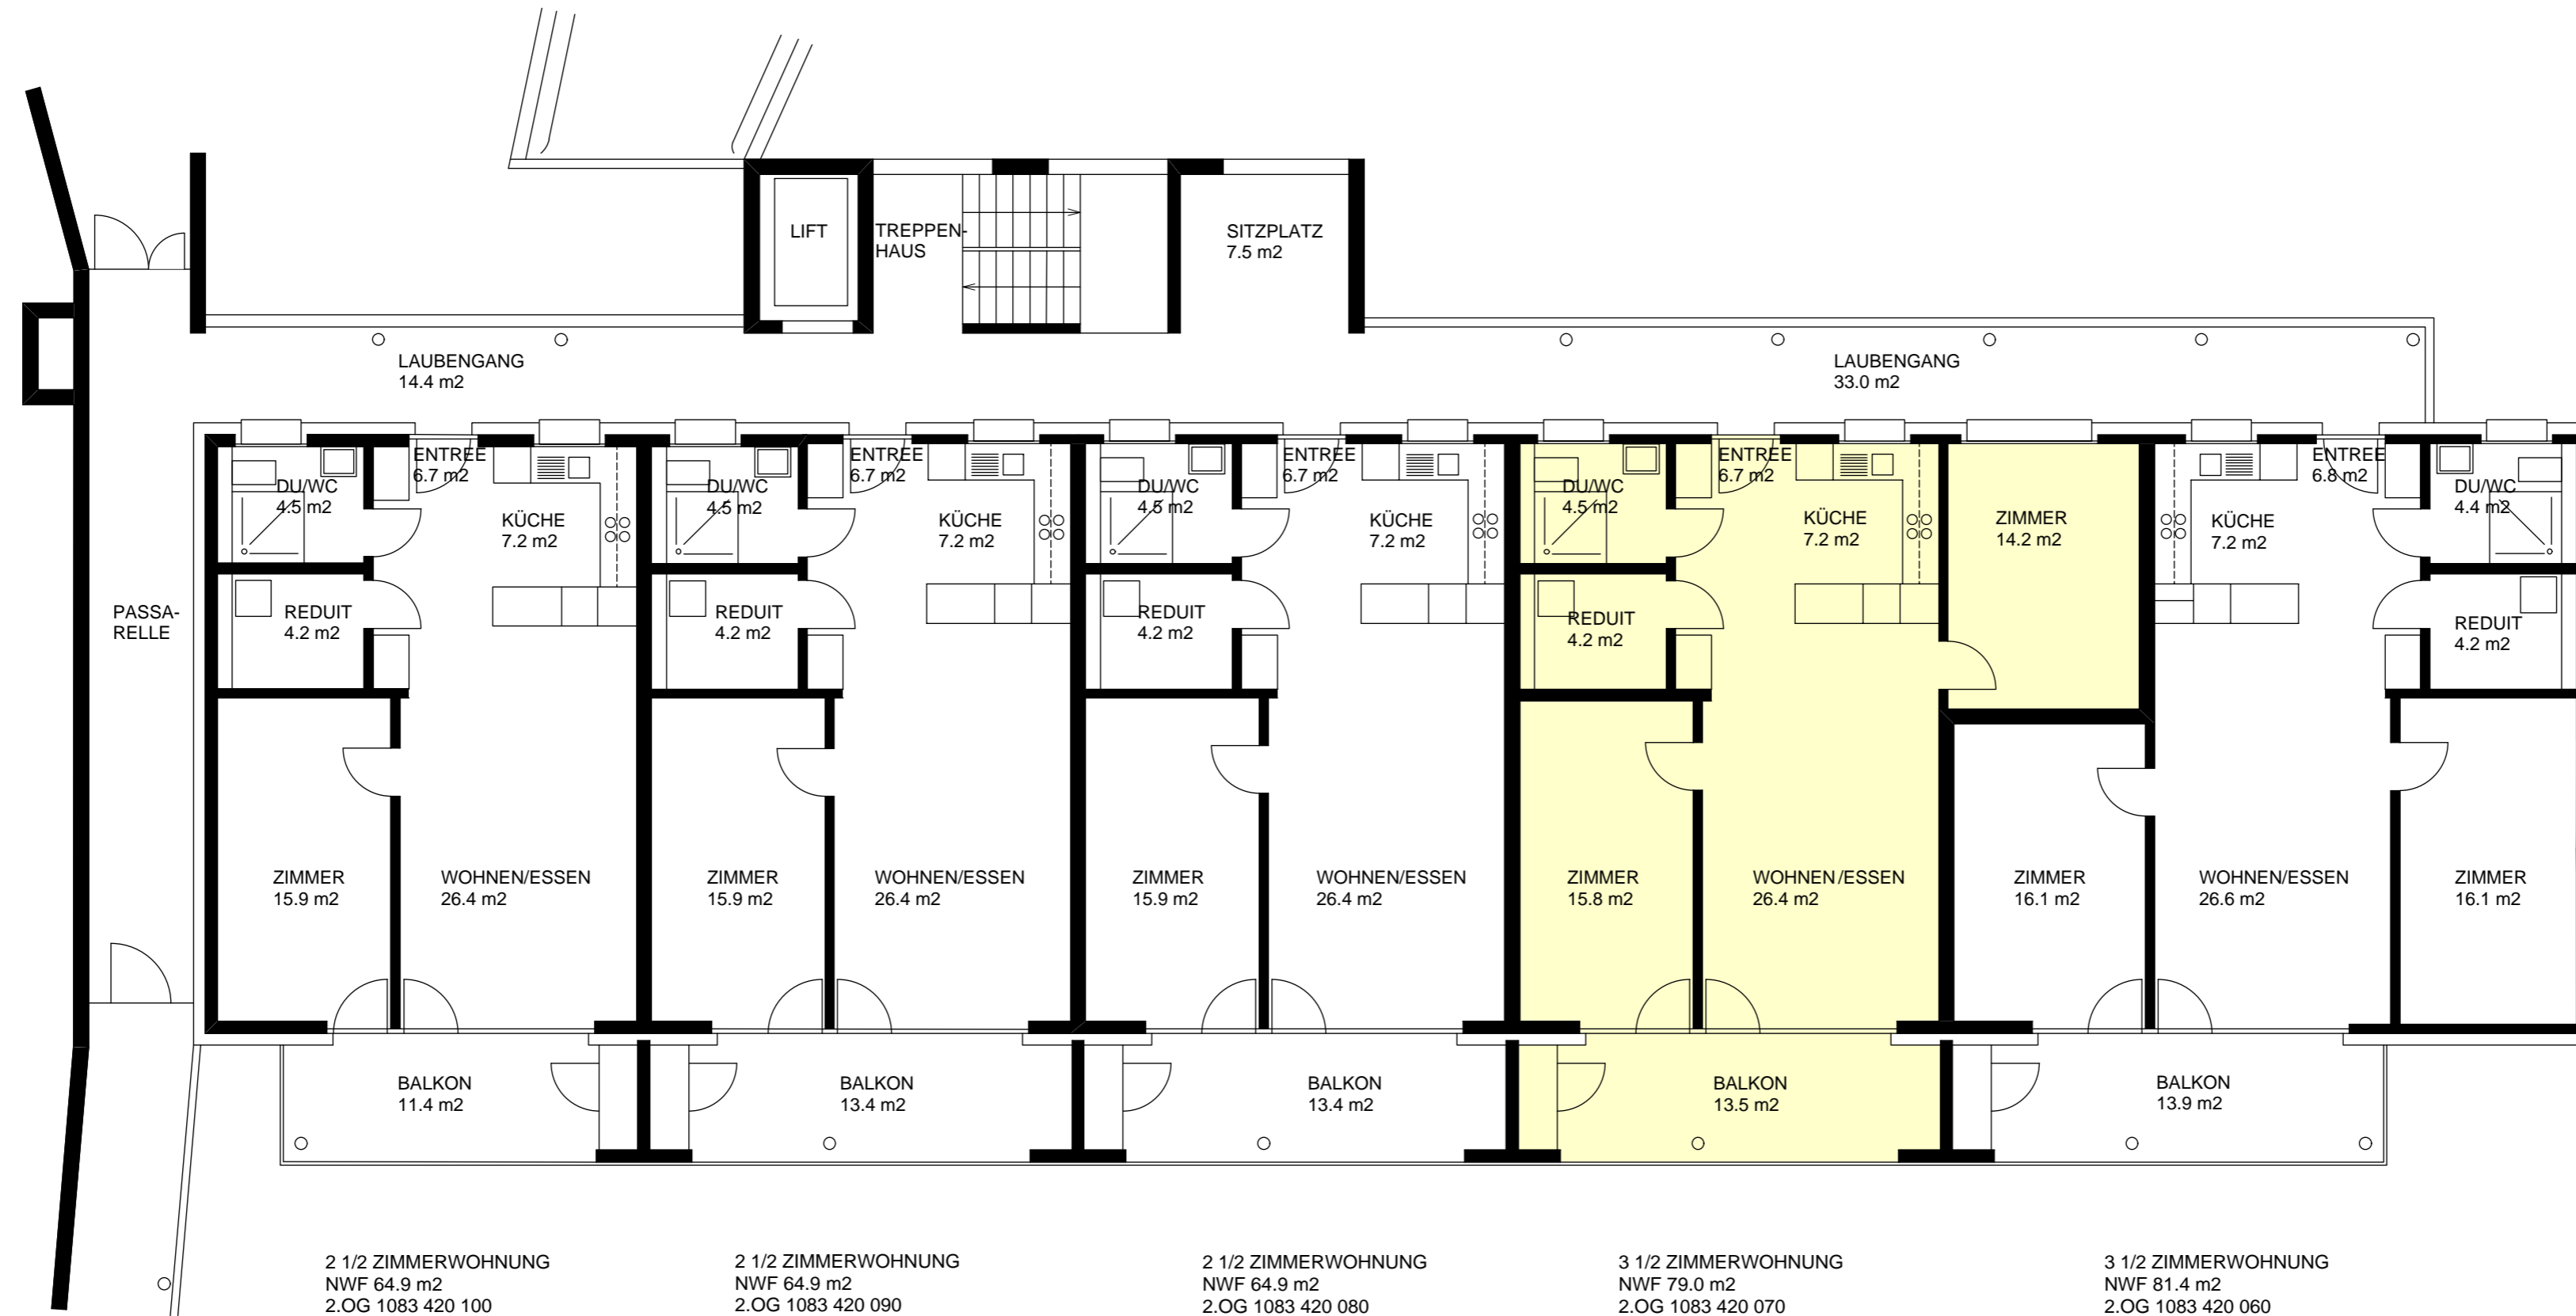 LIFT
TREPPEN-
HAUS
SITZPLATZ
7.5 m2
LAUBENGANG
14.4 m2
LAUBENGANG
33.0 m2
PASSA-
RELLE
DU/WC
4.5 m2
ENTREE
6.7 m2
KÜCHE
7.2 m2
REDUIT
4.2 m2
ZIMMER
15.9 m2
WOHNEN/ESSEN
26.4 m2
BALKON
11.4 m2
DU/WC
4.5 m2
ENTREE
6.7 m2
KÜCHE
7.2 m2
REDUIT
4.2 m2
ZIMMER
15.9 m2
WOHNEN/ESSEN
26.4 m2
BALKON
13.4 m2
DU/WC
4.5 m2
ENTREE
6.7 m2
KÜCHE
7.2 m2
REDUIT
4.2 m2
ZIMMER
15.9 m2
WOHNEN/ESSEN
26.4 m2
BALKON
13.4 m2
DU/WC
4.5 m2
ENTREE
6.7 m2
KÜCHE
7.2 m2
ZIMMER
14.2 m2
REDUIT
4.2 m2
ZIMMER
15.8 m2
WOHNEN/ESSEN
26.4 m2
BALKON
13.5 m2
KÜCHE
7.2 m2
ENTREE
6.8 m2
DU/WC
4.4 m2
REDUIT
4.2 m2
ZIMMER
16.1 m2
WOHNEN/ESSEN
26.6 m2
ZIMMER
16.1 m2
BALKON
13.9 m2
2 1/2 ZIMMERWOHNUNG
NWF 64.9 m2
2.OG 1083 420 100
2 1/2 ZIMMERWOHNUNG
NWF 64.9 m2
2.OG 1083 420 090
2 1/2 ZIMMERWOHNUNG
NWF 64.9 m2
2.OG 1083 420 080
3 1/2 ZIMMERWOHNUNG
NWF 79.0 m2
2.OG 1083 420 070
3 1/2 ZIMMERWOHNUNG
NWF 81.4 m2
2.OG 1083 420 060